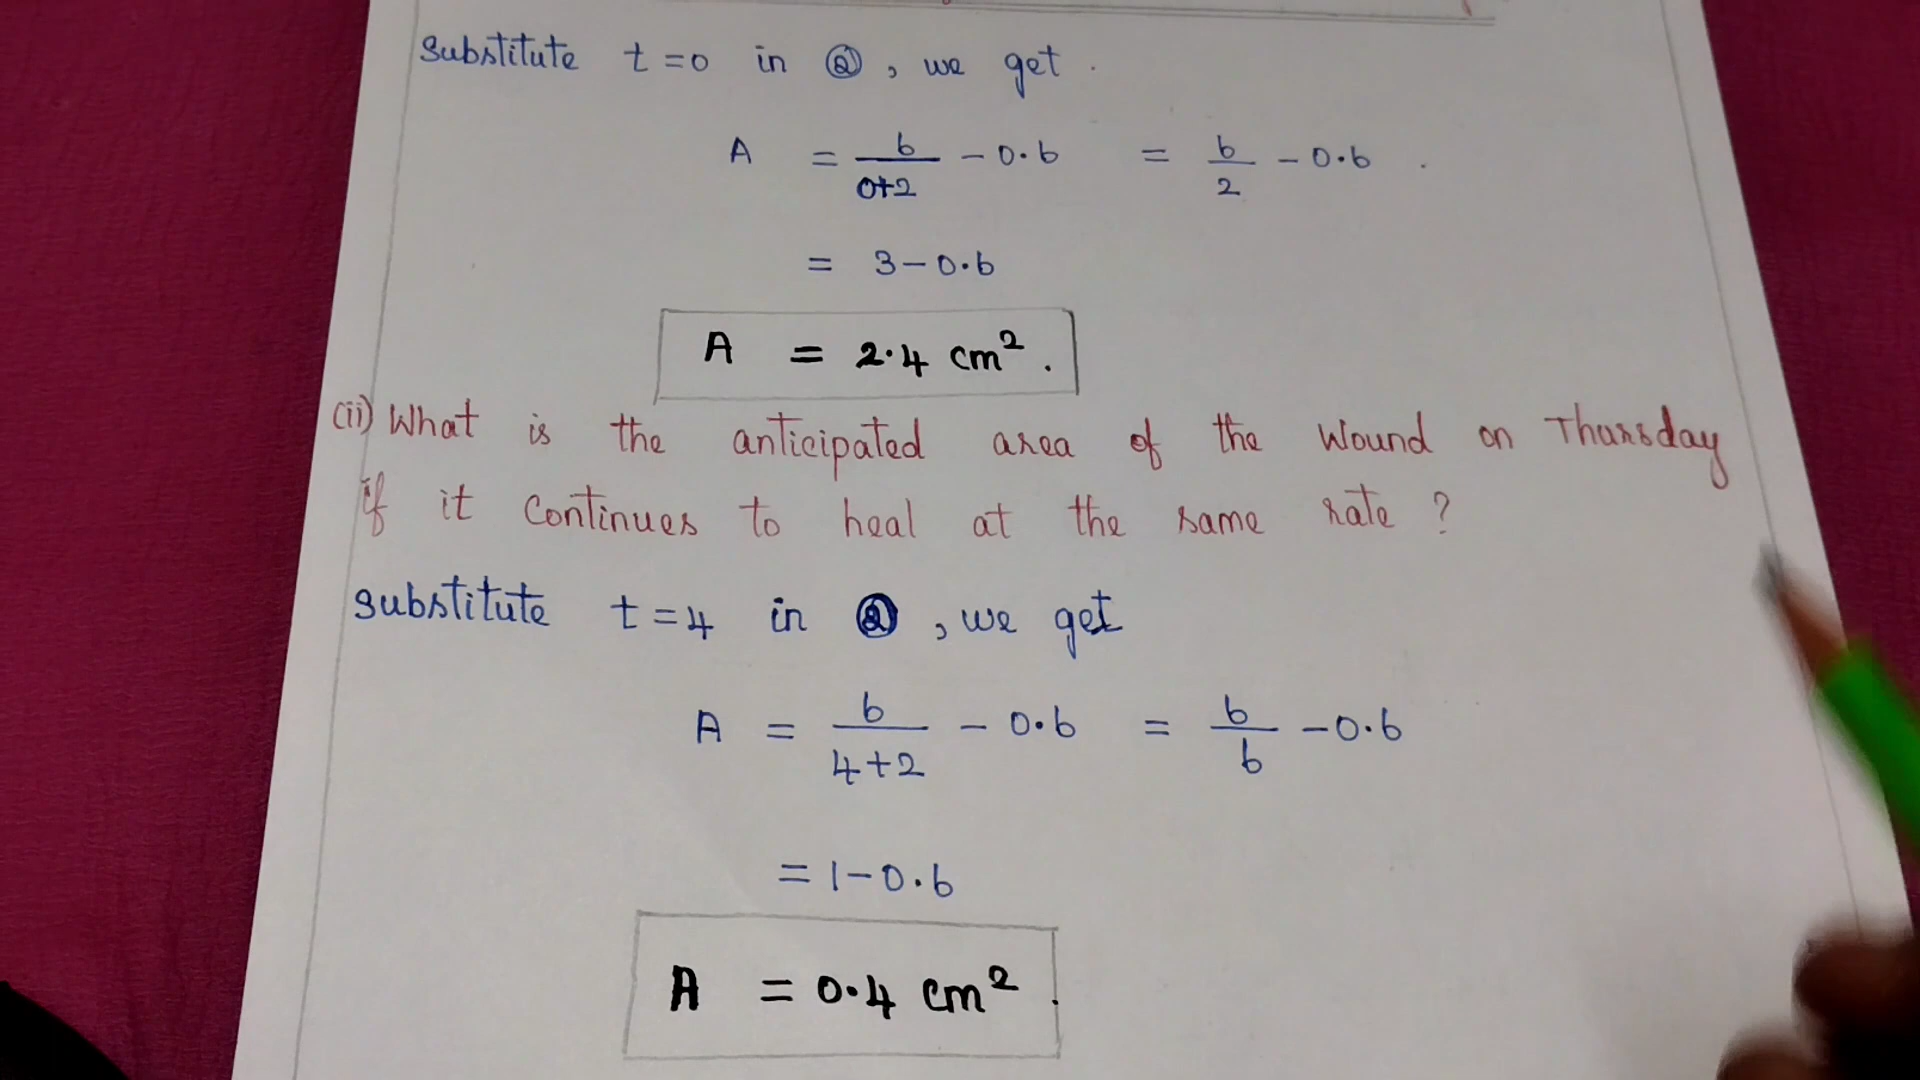 Substitute t = 0 in ②, we get.
A = 6/(0+2) - 0.6 = 6/2 - 0.6.
= 3 - 0.6
A = 2.4 cm².
(ii) What is the anticipated area of the wound on Thursday
if it continues to heal at the same rate?
Substitute t = 4 in ②, we get
A = 6/(4+2) - 0.6 = 6/6 - 0.6
= 1 - 0.6
A = 0.4 cm².